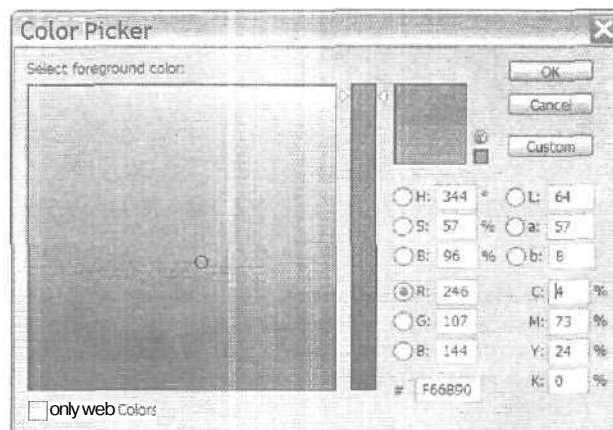 Color Picker
Select foreground color:
OK
Cancel
Custom
H: 344 °
S: 57 %
B: 96 %
R: 246
G: 107
B: 144
# F66B90
L: 64
a: 57
b: 8
C: 4 %
M: 73 %
Y: 24 %
K: 0 %
only web Colors